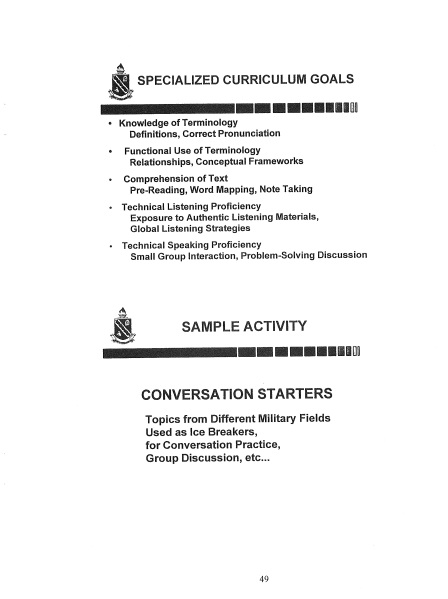 SPECIALIZED CURRICULUM GOALS
• Knowledge of Terminology
Definitions, Correct Pronunciation
• Functional Use of Terminology
Relationships, Conceptual Frameworks
• Comprehension of Text
Pre-Reading, Word Mapping, Note Taking
• Technical Listening Proficiency
Exposure to Authentic Listening Materials,
Global Listening Strategies
• Technical Speaking Proficiency
Small Group Interaction, Problem-Solving Discussion
SAMPLE ACTIVITY
CONVERSATION STARTERS
Topics from Different Military Fields
Used as Ice Breakers,
for Conversation Practice,
Group Discussion, etc...
49